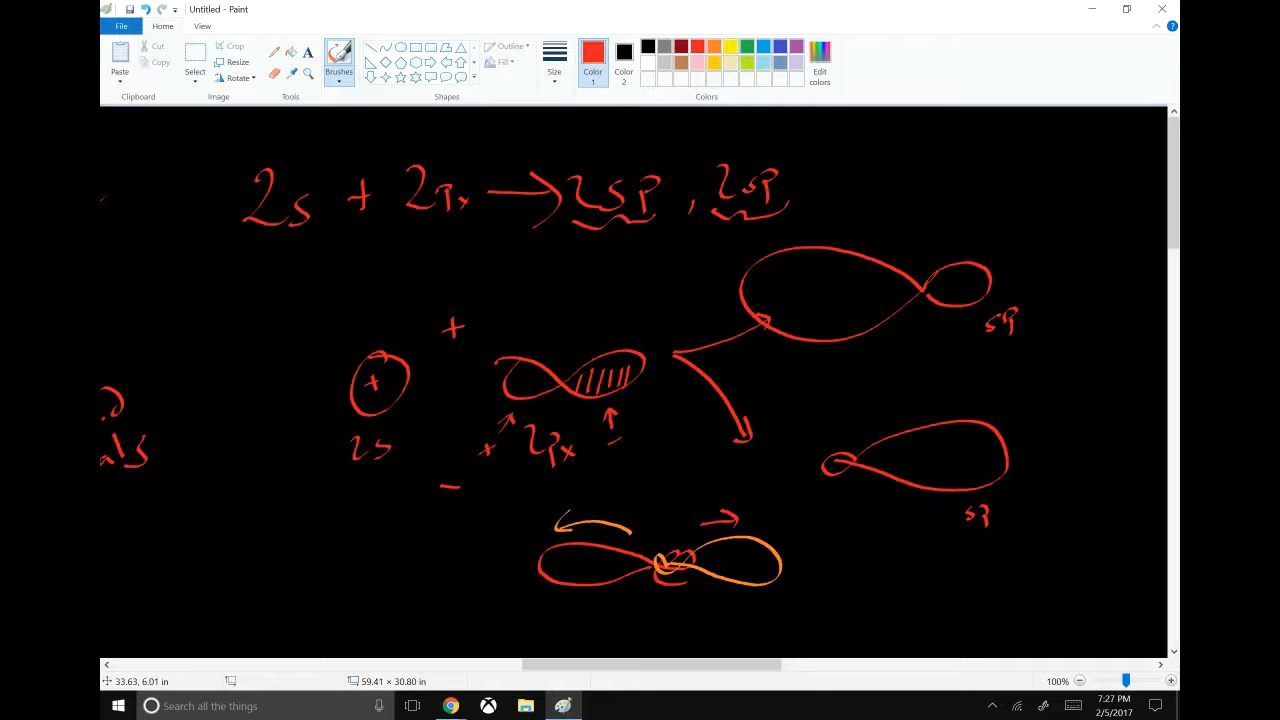 Untitled - Paint
File Home View
Paste Cut Copy
Select Crop Resize Rotate
Brushes
Outline Fill
Size
Color 1
Color 2
Edit colors
Clipboard Image Tools Shapes Colors
2s + 2px → 2sp, 2sp
+
sp
+
als
2s
+ 2px -
-
sp
33.63, 6.01 in
59.41 × 30.80 in
100%
Search all the things
7:27 PM
2/5/2017